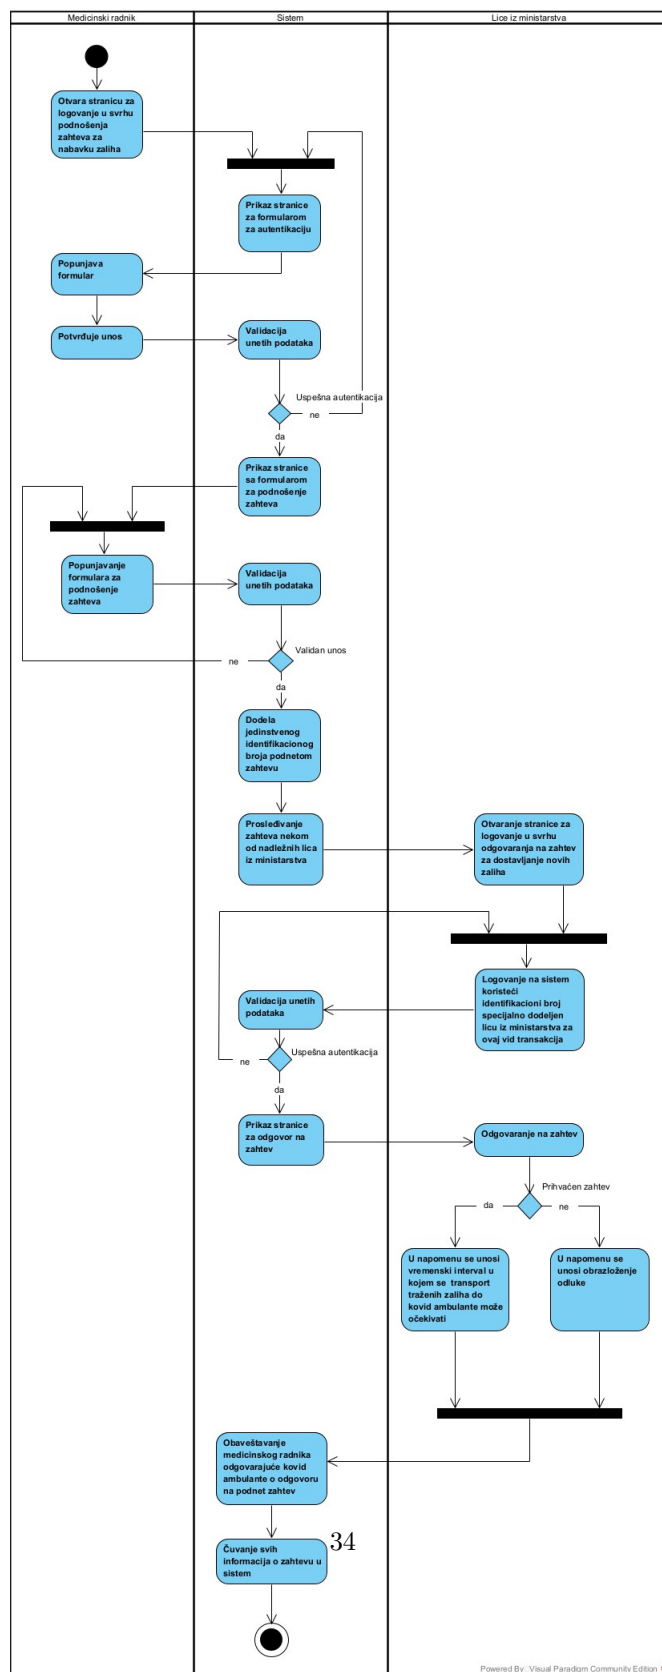 Medicinski radnik
Sistem
Lice iz ministarstva
Otvara stranicu za
logovanje u svrhu
podnošenja
zahteva za
nabavku zaliha
Prikaz stranice
za formularom
za autentikaciju
Popunjava
formular
Potvrđuje unos
Validacija
unetih podataka
Uspešna autentikacija
ne
da
Prikaz stranice
sa formularom
za podnošenje
zahteva
Popunjavanje
formulara za
podnošenje
zahteva
Validacija
unetih podataka
Validan unos
ne
da
Dodela
jedinstvenog
identifikacionog
broja podnetom
zahtevu
Prosleđivanje
zahteva nekom
od nadležnih lica
iz ministarstva
Otvaranje stranice za
logovanje u svrhu
odgovaranja na zahtev
za dostavljanje novih
zaliha
Logovanje na sistem
koristeći
identifikacioni broj
specijalno dodeljen
licu iz ministarstva za
ovaj vid transakcija
Validacija unetih
podataka
Uspešna autentikacija
ne
da
Prikaz stranice
za odgovor na
zahtev
Odgovaranje na zahtev
Prihvaćen zahtev
da
ne
U napomenu se unosi
vremenski interval u
kojem se transport
traženih zaliha do
kovid ambulante može
očekivati
U napomenu se
unosi obrazloženje
odluke
Obaveštavanje
medicinskog radnika
odgovarajuće kovid
ambulante o odgovoru
na podnet zahtev
34
Čuvanje svih
informacija o zahtevu u
sistem
Powered By: Visual Paradigm Community Edition